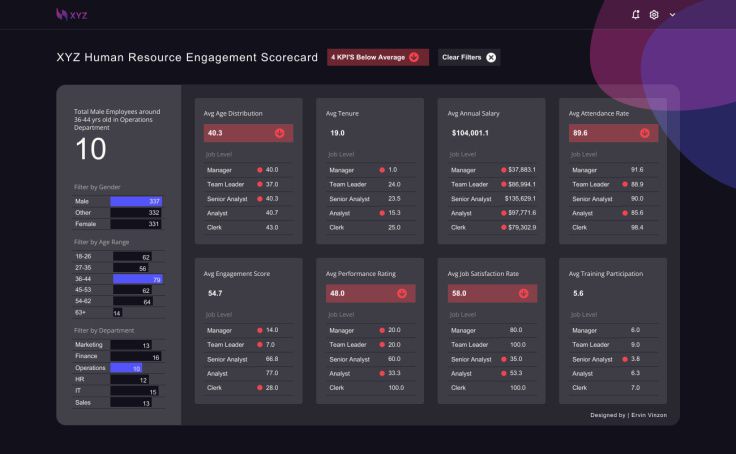 XYZ
XYZ Human Resource Engagement Scorecard
4 KPI'S Below Average
Clear Filters
Total Male Employees around
36-44 yrs old in Operations
Department
10
Filter by Gender
Male 337
Other 332
Female 331
Filter by Age Range
18-26 62
27-35 56
36-44 79
45-53 62
54-62 64
63+ 14
Filter by Department
Marketing 13
Finance 16
Operations 10
HR 12
IT 15
Sales 13
Avg Age Distribution
40.3
Job Level
Manager 40.0
Team Leader 37.0
Senior Analyst 40.3
Analyst 40.7
Clerk 43.0
Avg Tenure
19.0
Job Level
Manager 1.0
Team Leader 24.0
Senior Analyst 23.5
Analyst 15.3
Clerk 25.0
Avg Annual Salary
$104,001.1
Job Level
Manager $37,883.1
Team Leader $86,994.1
Senior Analyst $135,629.1
Analyst $97,771.6
Clerk $79,302.9
Avg Attendance Rate
89.6
Job Level
Manager 91.6
Team Leader 88.9
Senior Analyst 90.0
Analyst 85.6
Clerk 98.4
Avg Engagement Score
54.7
Job Level
Manager 14.0
Team Leader 7.0
Senior Analyst 66.8
Analyst 77.0
Clerk 28.0
Avg Performance Rating
48.0
Job Level
Manager 20.0
Team Leader 20.0
Senior Analyst 60.0
Analyst 33.3
Clerk 100.0
Avg Job Satisfaction Rate
58.0
Job Level
Manager 80.0
Team Leader 100.0
Senior Analyst 35.0
Analyst 53.3
Clerk 100.0
Avg Training Participation
5.6
Job Level
Manager 6.0
Team Leader 9.0
Senior Analyst 3.8
Analyst 6.3
Clerk 7.0
Designed by | Ervin Vinzon